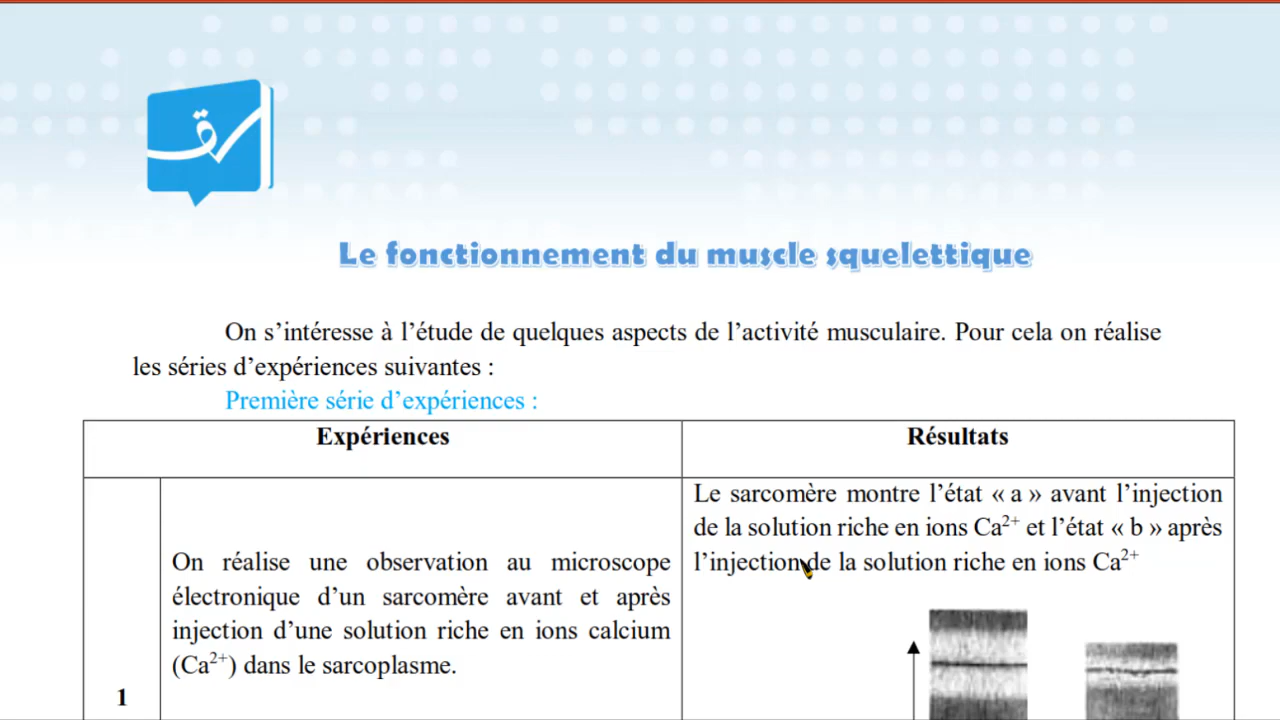 Le fonctionnement du muscle squelettique
On s’intéresse à l’étude de quelques aspects de l’activité musculaire. Pour cela on réalise
les séries d’expériences suivantes :
Première série d’expériences :
Expériences
Résultats
1
On réalise une observation au microscope
électronique d’un sarcomère avant et après
injection d’une solution riche en ions calcium
(Ca²⁺) dans le sarcoplasme.
Le sarcomère montre l’état « a » avant l’injection
de la solution riche en ions Ca²⁺ et l’état « b » après
l’injection de la solution riche en ions Ca²⁺